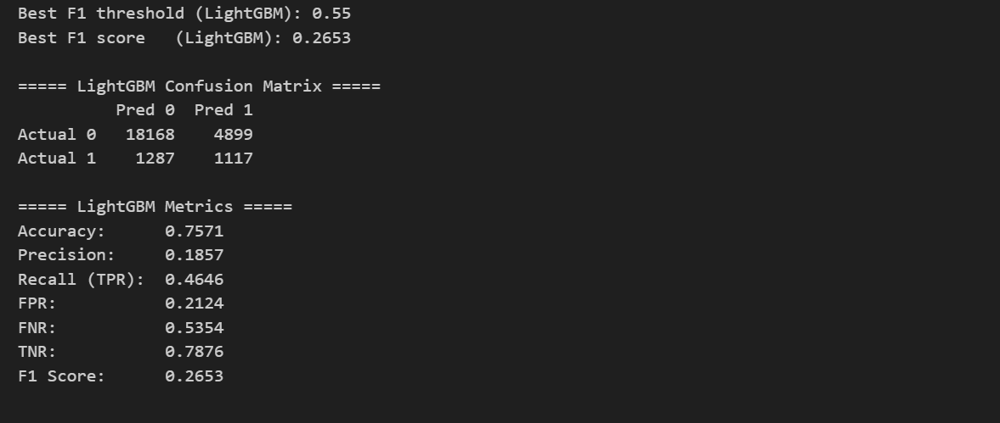 Best F1 threshold (LightGBM): 0.55
Best F1 score   (LightGBM): 0.2653
===== LightGBM Confusion Matrix =====
          Pred 0  Pred 1
Actual 0   18168    4899
Actual 1    1287    1117
===== LightGBM Metrics =====
Accuracy:      0.7571
Precision:     0.1857
Recall (TPR):  0.4646
FPR:           0.2124
FNR:           0.5354
TNR:           0.7876
F1 Score:      0.2653